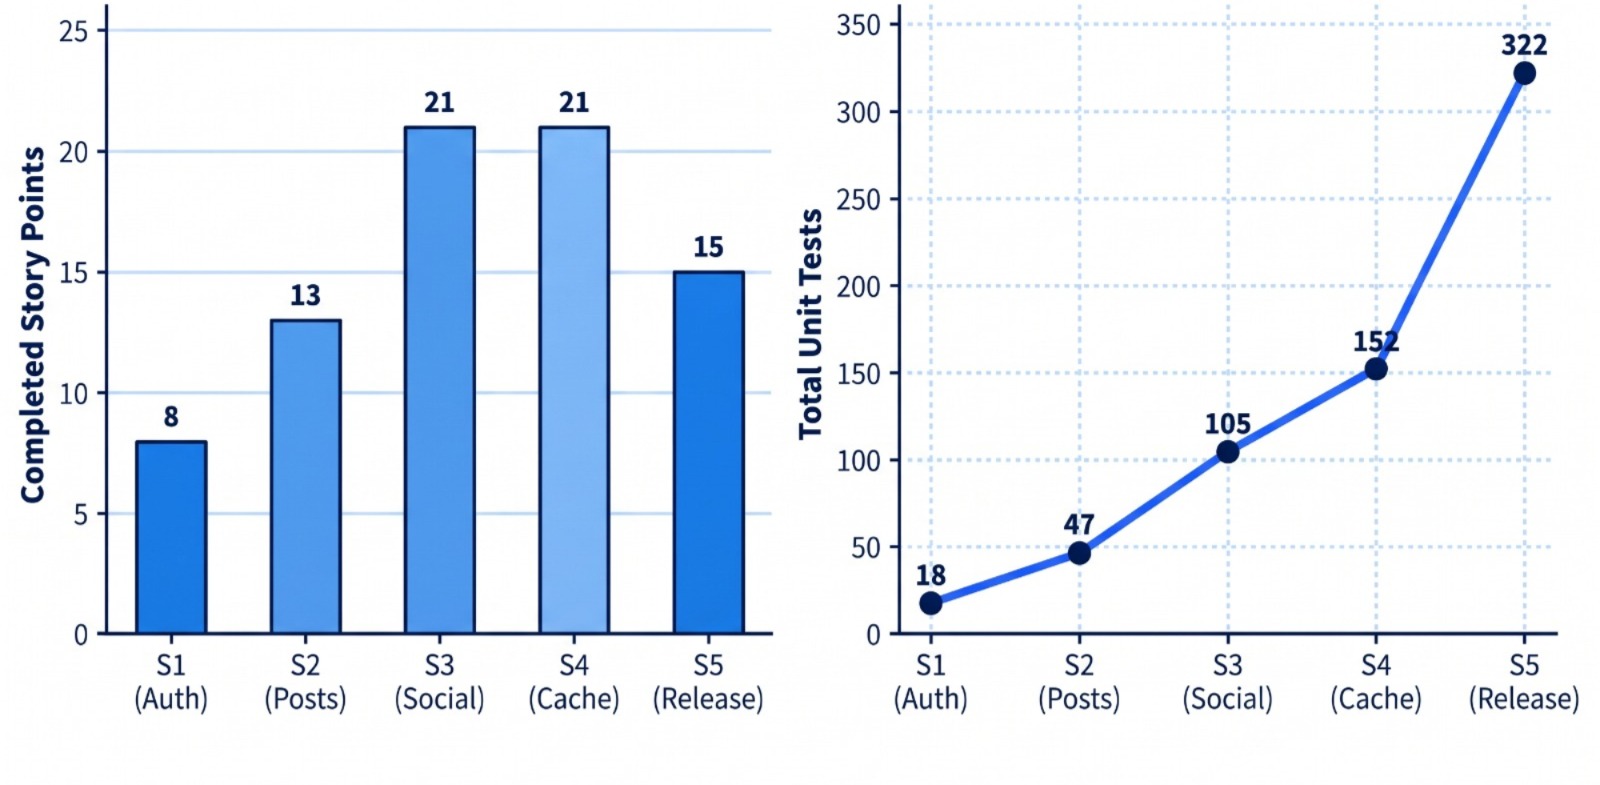 Completed Story Points
25
20
15
10
5
0
8
13
21
21
15
S1
(Auth)
S2
(Posts)
S3
(Social)
S4
(Cache)
S5
(Release)
Total Unit Tests
350
300
250
200
150
100
50
0
18
47
105
152
322
S1
(Auth)
S2
(Posts)
S3
(Social)
S4
(Cache)
S5
(Release)